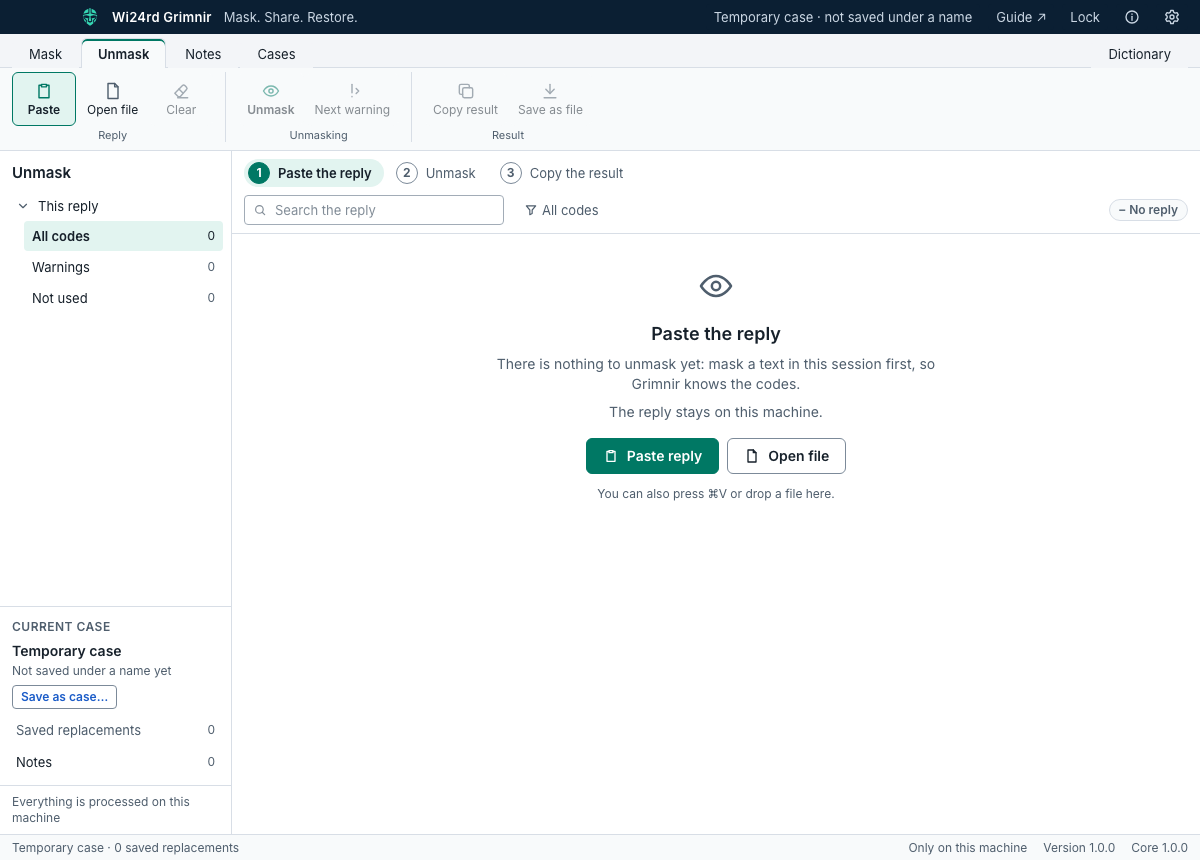 Wi24rd Grimnir Mask. Share. Restore. Temporary case · not saved under a name Guide ↗ Lock
Mask Unmask Notes Cases Dictionary
Paste Open file Clear Unmask Next warning Copy result Save as file
Reply Unmasking Result
Unmask
This reply
All codes 0
Warnings 0
Not used 0
1 Paste the reply 2 Unmask 3 Copy the result
Search the reply All codes – No reply
Paste the reply
There is nothing to unmask yet: mask a text in this session first, so
Grimnir knows the codes.
The reply stays on this machine.
Paste reply Open file
You can also press ⌘V or drop a file here.
CURRENT CASE
Temporary case
Not saved under a name yet
Save as case...
Saved replacements 0
Notes 0
Everything is processed on this
machine
Temporary case · 0 saved replacements Only on this machine Version 1.0.0 Core 1.0.0